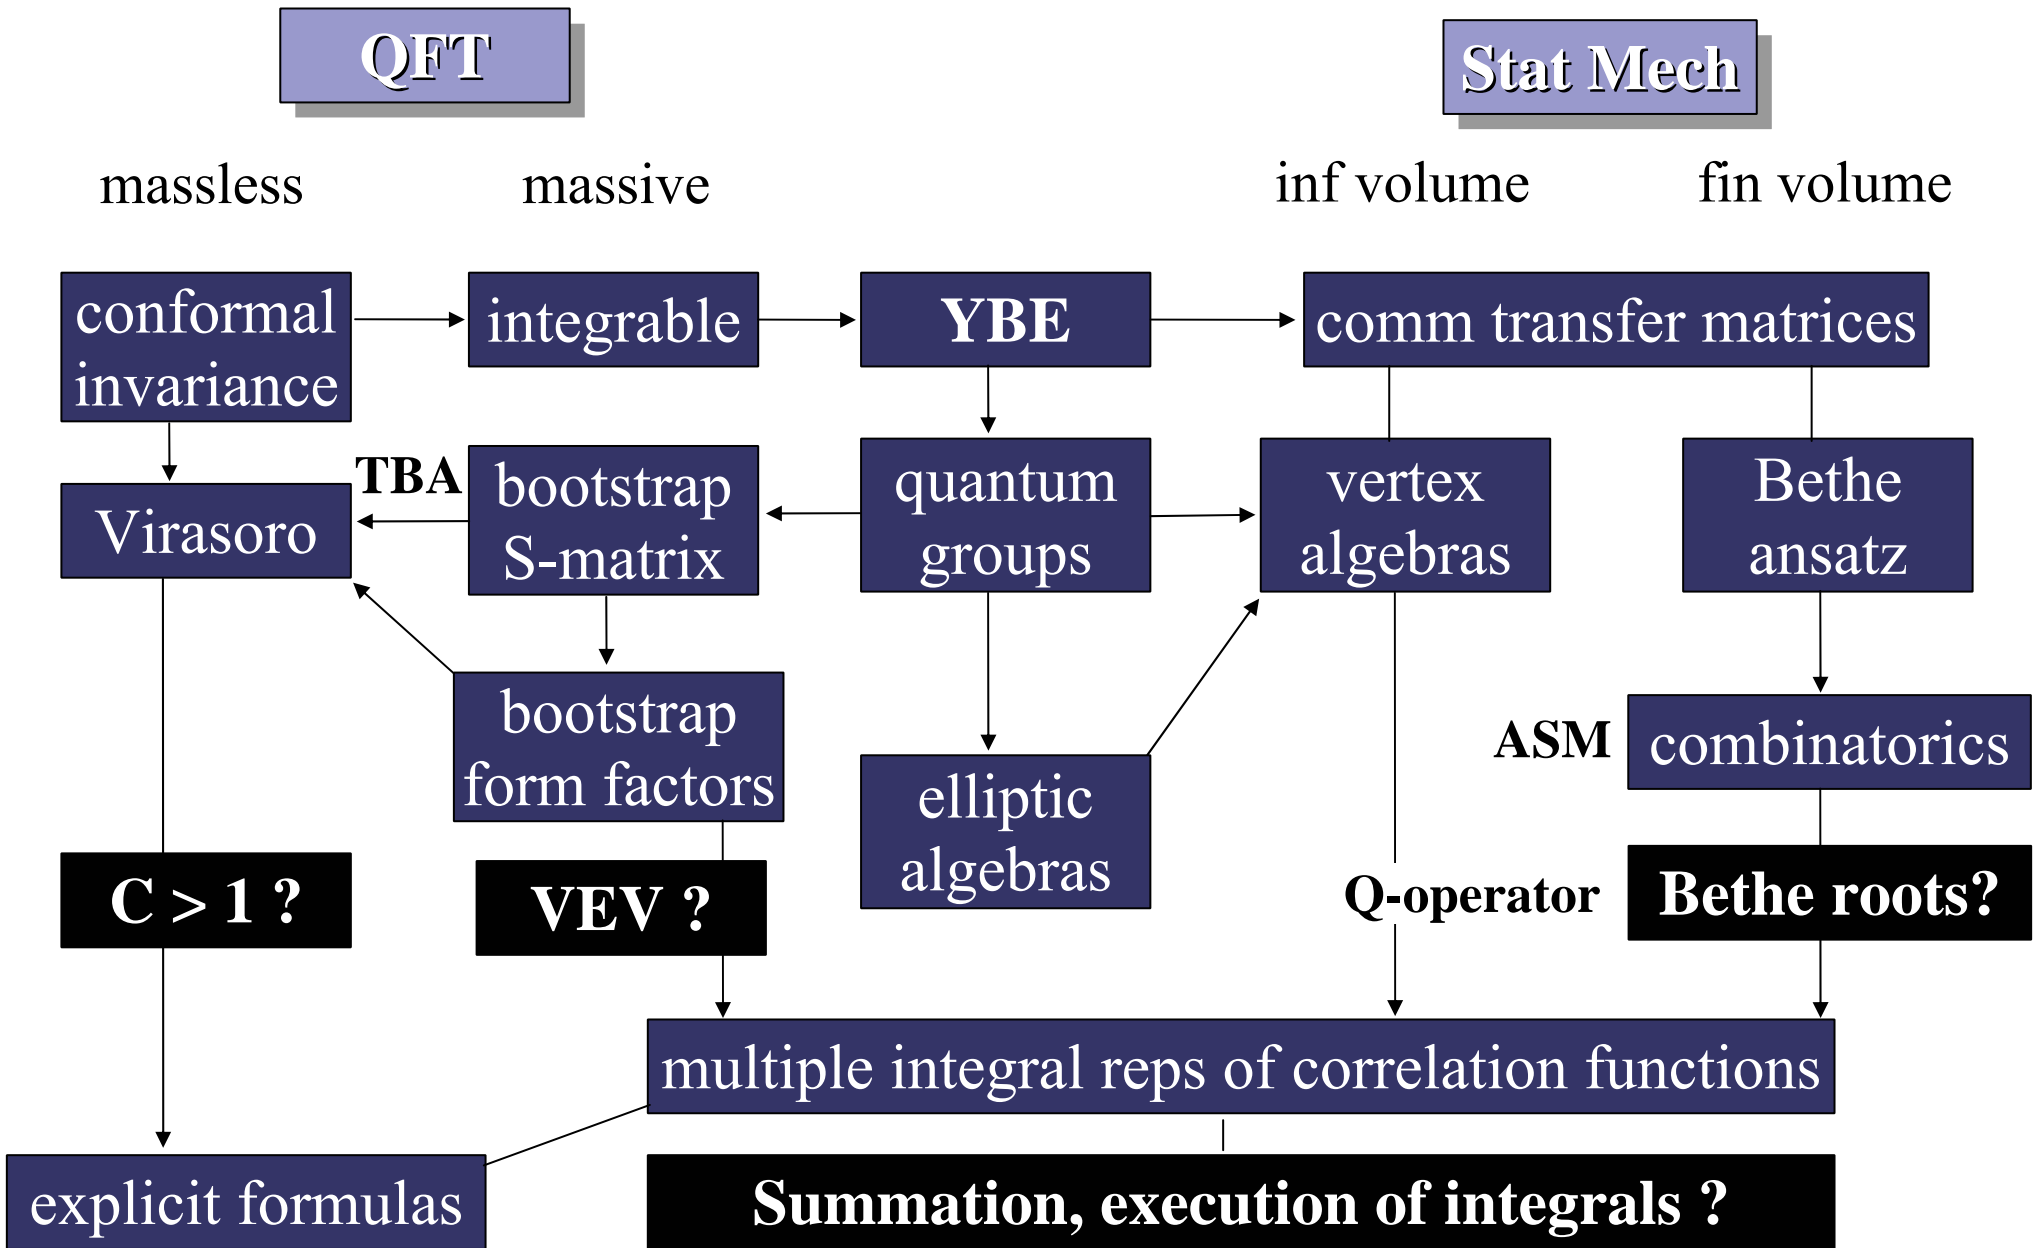 QFT
Stat Mech
massless
massive
inf volume
fin volume
conformal
invariance
integrable
YBE
comm transfer matrices
Virasoro
TBA
bootstrap
S-matrix
quantum
groups
vertex
algebras
Bethe
ansatz
bootstrap
form factors
elliptic
algebras
ASM
combinatorics
C > 1 ?
VEV ?
Q-operator
Bethe roots?
multiple integral reps of correlation functions
explicit formulas
Summation, execution of integrals ?